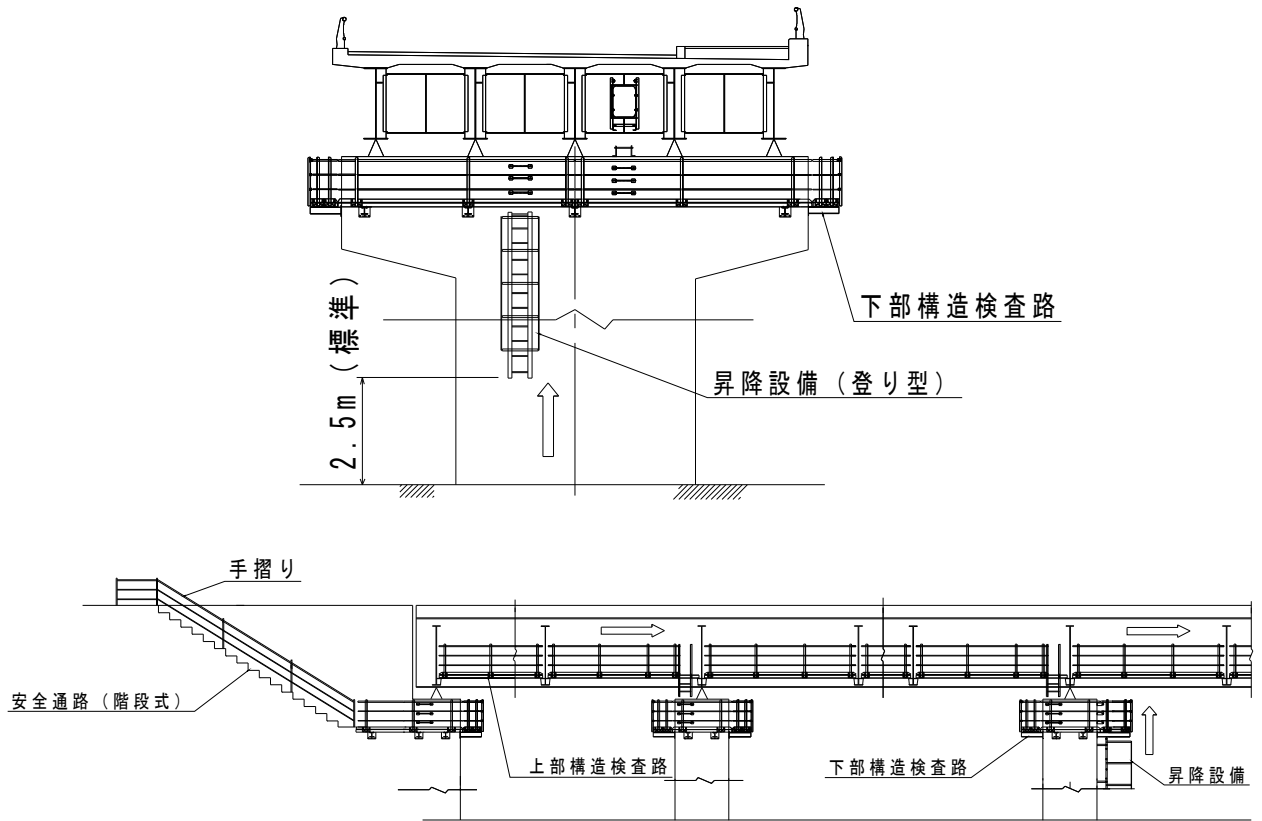 下部構造検査路
昇降設備（登り型）
2.5m（標準）
手摺り
安全通路（階段式）
上部構造検査路
下部構造検査路
昇降設備